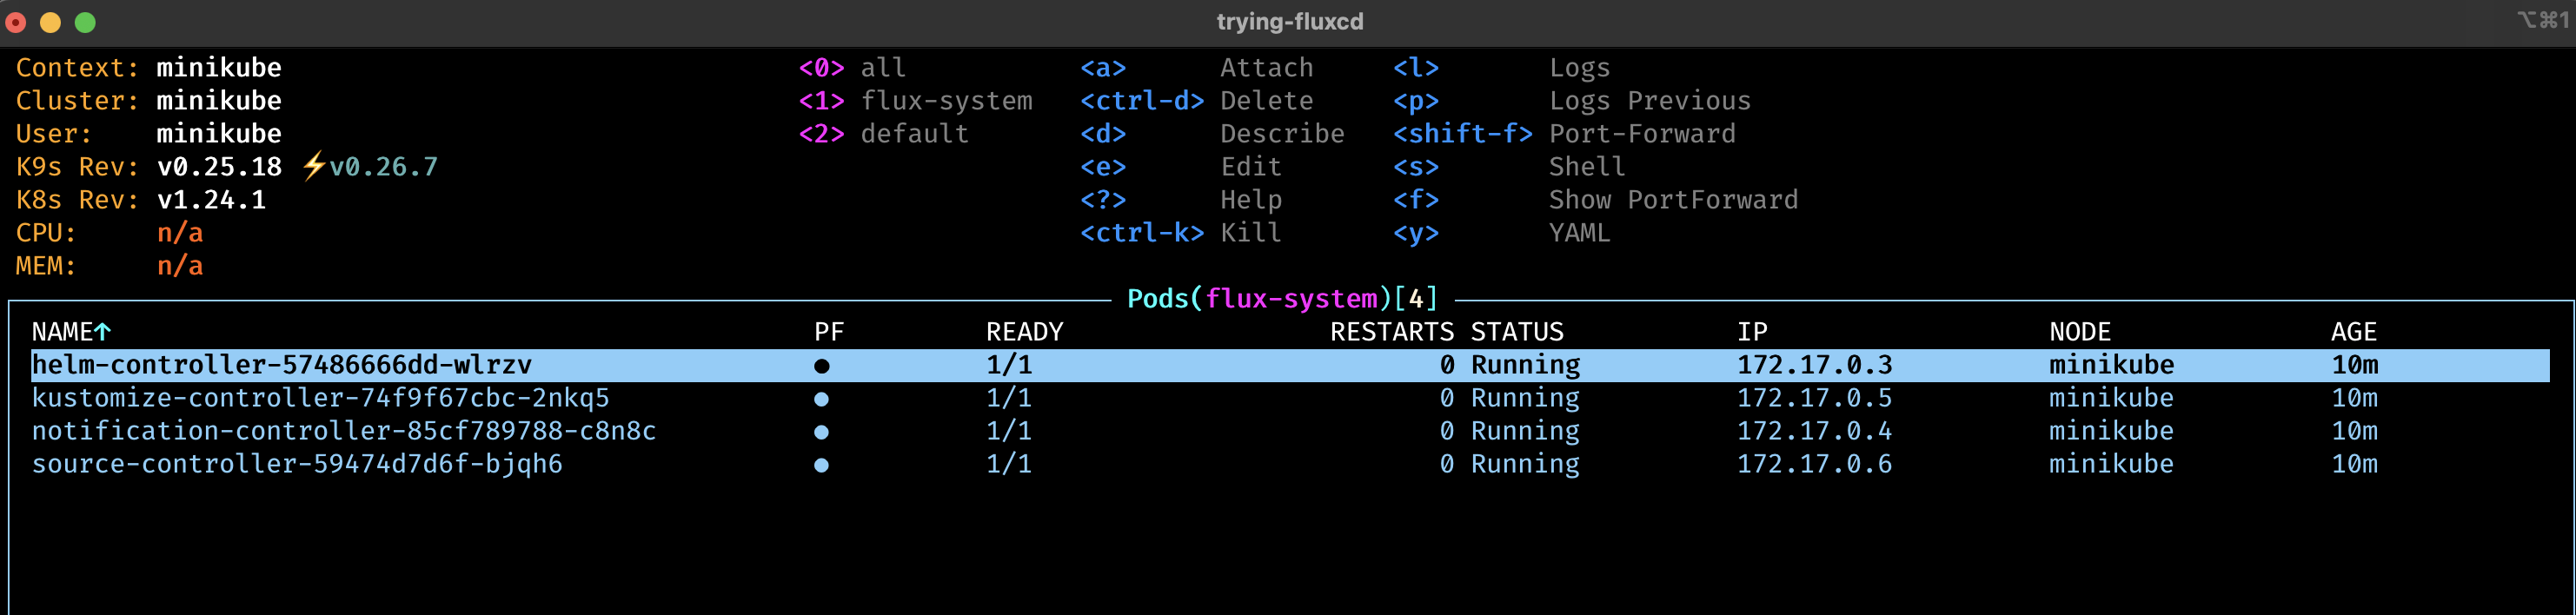 trying-fluxcd ⌥⌘1
Context: minikube <0> all <a> Attach <l> Logs
Cluster: minikube <1> flux-system <ctrl-d> Delete <p> Logs Previous
User: minikube <2> default <d> Describe <shift-f> Port-Forward
K9s Rev: v0.25.18 ⚡v0.26.7 <e> Edit <s> Shell
K8s Rev: v1.24.1 <?> Help <f> Show PortForward
CPU: n/a <ctrl-k> Kill <y> YAML
MEM: n/a
Pods(flux-system)[4]
NAME↑ PF READY RESTARTS STATUS IP NODE AGE
helm-controller-57486666dd-wlrzv ● 1/1 0 Running 172.17.0.3 minikube 10m
kustomize-controller-74f9f67cbc-2nkq5 ● 1/1 0 Running 172.17.0.5 minikube 10m
notification-controller-85cf789788-c8n8c ● 1/1 0 Running 172.17.0.4 minikube 10m
source-controller-59474d7d6f-bjqh6 ● 1/1 0 Running 172.17.0.6 minikube 10m